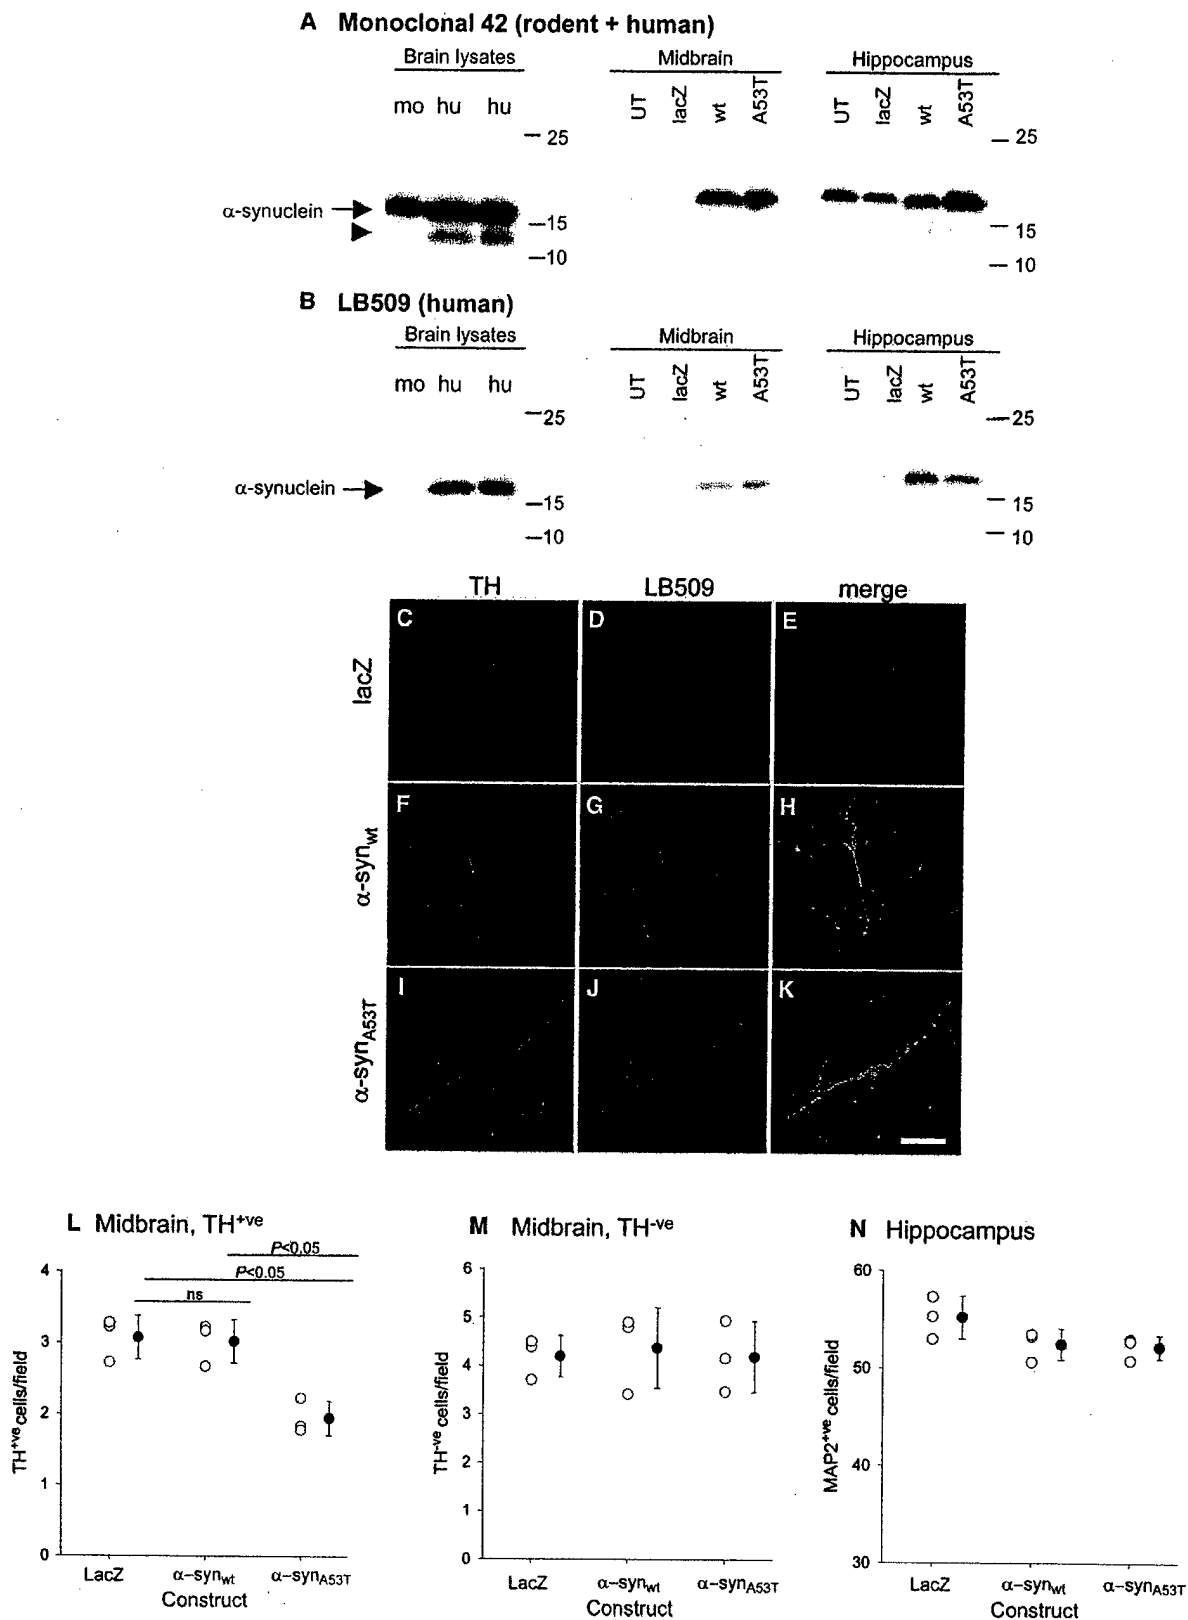 A Monoclonal 42 (rodent + human)
Brain lysates Midbrain Hippocampus
mo hu hu UT lacZ wt A53T UT lacZ wt A53T
25 25
α-synuclein
15 15
10 10
B LB509 (human)
Brain lysates Midbrain Hippocampus
mo hu hu UT lacZ wt A53T UT lacZ wt A53T
25 25
α-synuclein
15 15
10 10
TH LB509 merge
lacZ C D E
α-synwt F G H
α-synA53T I J K
L Midbrain, TH+ve
P<0.05
P<0.05
ns
4
3
2
1
0
TH+ve cells/field
LacZ α-synwt α-synA53T
Construct
M Midbrain, TH-ve
6
5
4
3
2
1
0
TH-ve cells/field
LacZ α-synwt α-synA53T
Construct
N Hippocampus
60
50
40
30
MAP2+ve cells/field
LacZ α-synwt α-synA53T
Construct